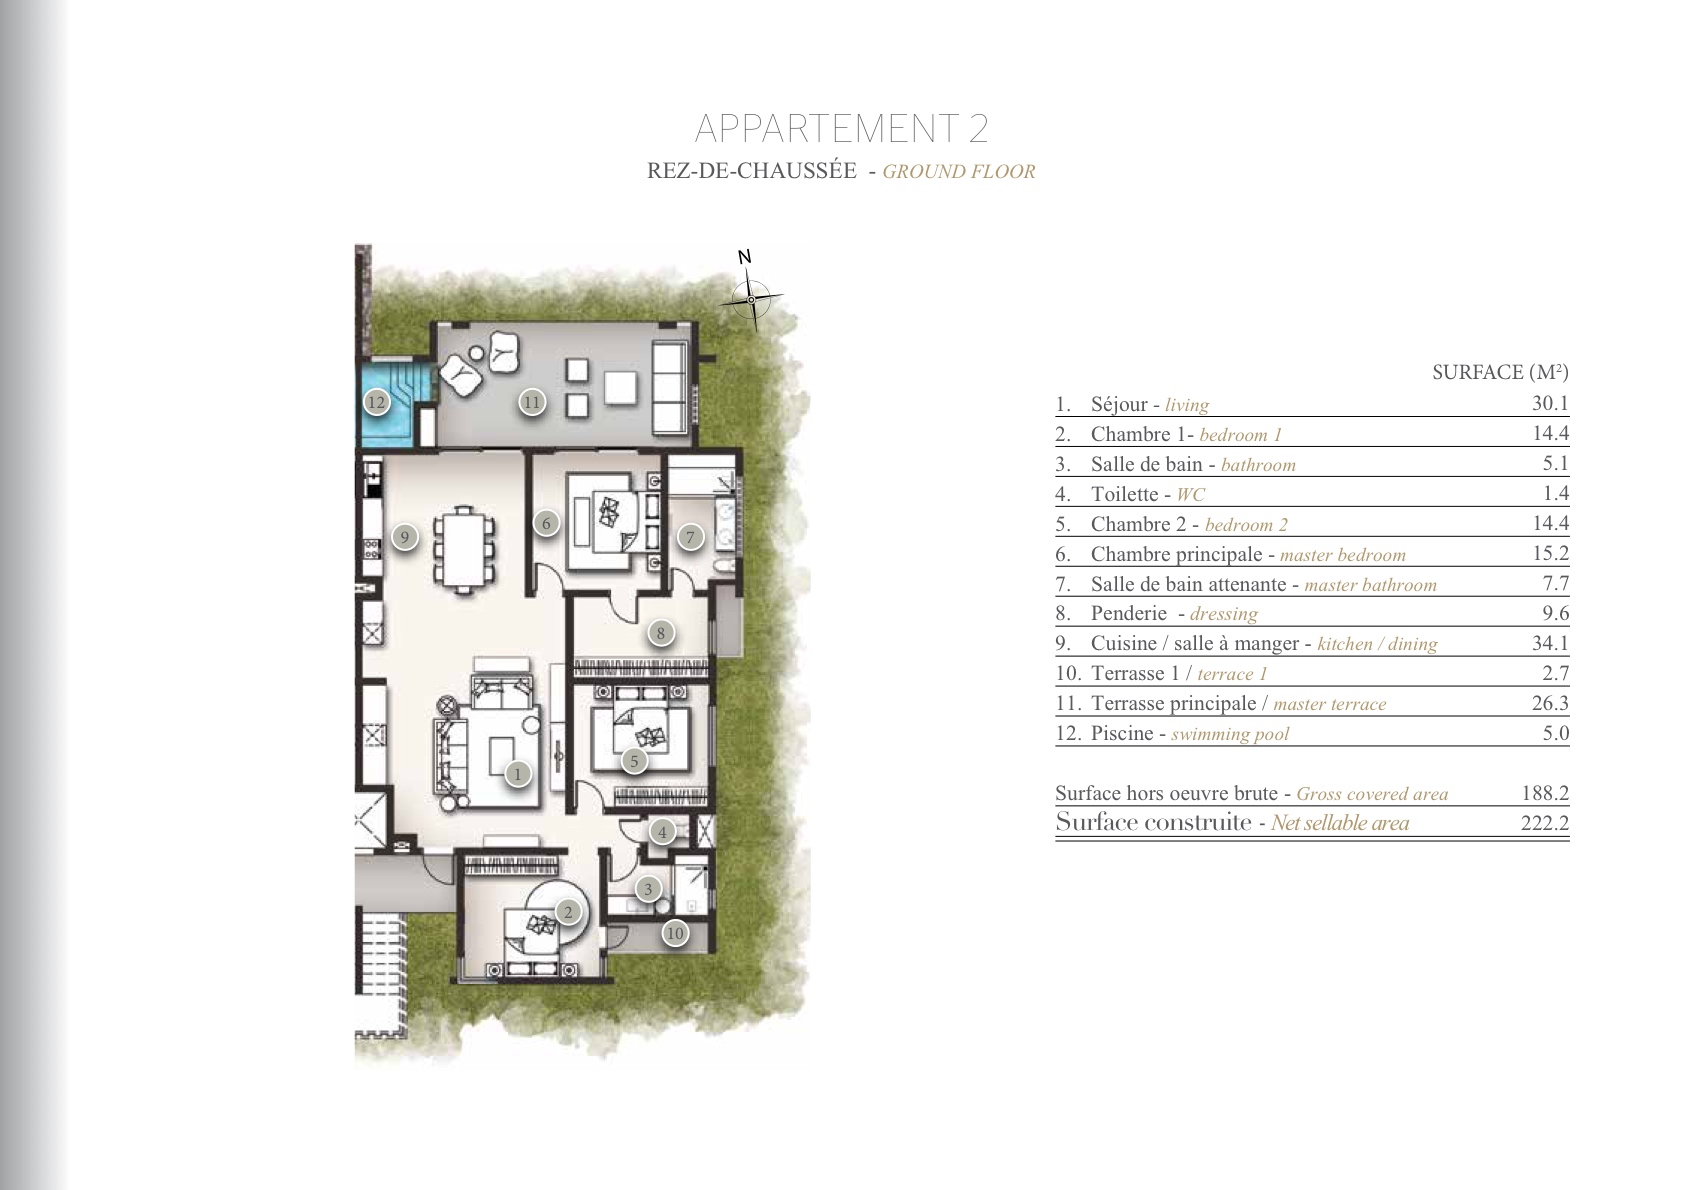 APPARTEMENT 2
REZ-DE-CHAUSSÉE - GROUND FLOOR
N
12
11
9
6
7
8
5
1
4
3
2
10
SURFACE (M²)
1. Séjour - living 30.1
2. Chambre 1- bedroom 1 14.4
3. Salle de bain - bathroom 5.1
4. Toilette - WC 1.4
5. Chambre 2 - bedroom 2 14.4
6. Chambre principale - master bedroom 15.2
7. Salle de bain attenante - master bathroom 7.7
8. Penderie - dressing 9.6
9. Cuisine / salle à manger - kitchen / dining 34.1
10. Terrasse 1 / terrace 1 2.7
11. Terrasse principale / master terrace 26.3
12. Piscine - swimming pool 5.0
Surface hors oeuvre brute - Gross covered area 188.2
Surface construite - Net sellable area 222.2